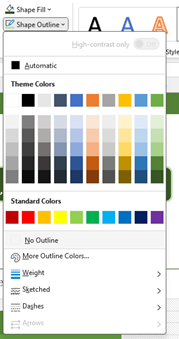 Shape Fill
Shape Outline
A A A
High-contrast only
Style
Automatic
Theme Colors
Standard Colors
No Outline
More Outline Colors...
Weight
Sketched
Dashes
Arrows